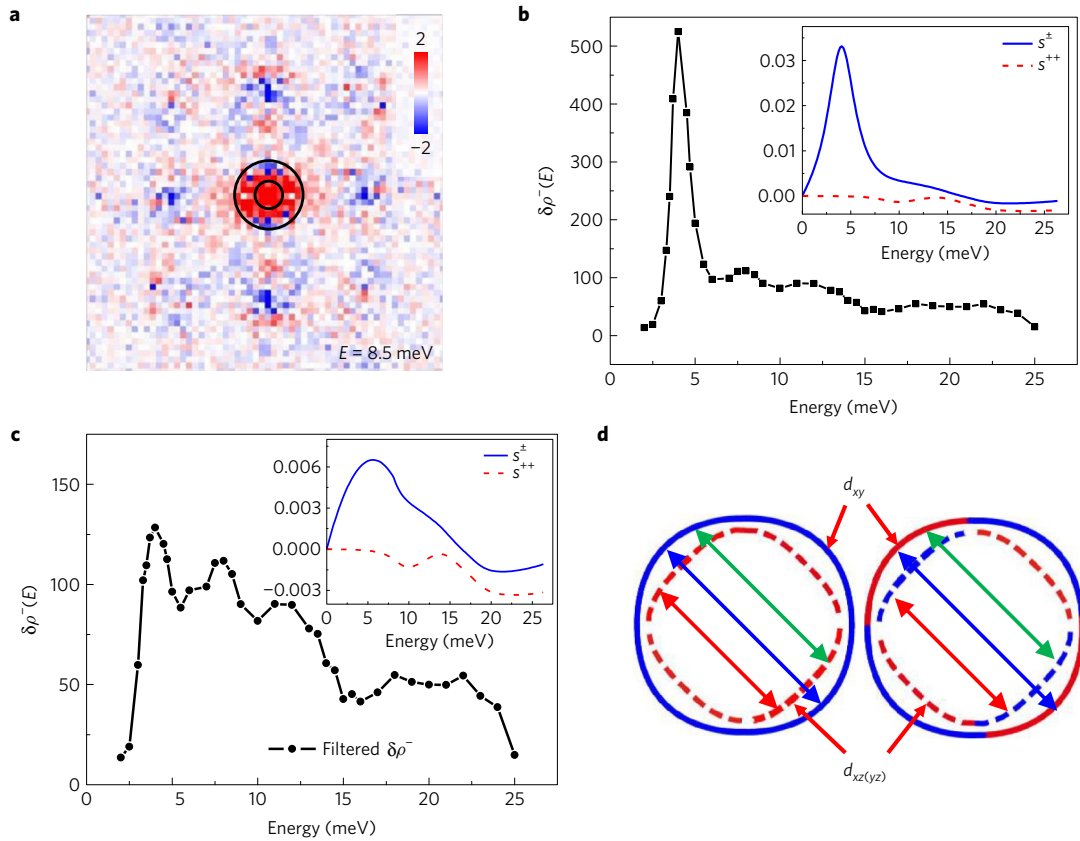 a
2
−2
E = 8.5 meV
b
500
400
300
200
100
0
δρ⁻(E)
0 5 10 15 20 25
Energy (meV)
0.03
0.02
0.01
0.00
s±
s++
0 5 10 15 20 25
Energy (meV)
c
150
100
50
0
δρ⁻(E)
0 5 10 15 20 25
Energy (meV)
Filtered δρ⁻
0.006
0.003
0.000
−0.003
s±
s++
0 5 10 15 20 25
Energy (meV)
d
dxy
dxz(yz)